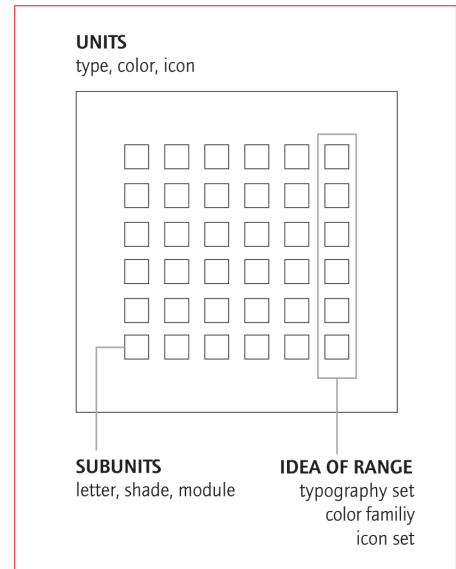 UNITS
type, color, icon
SUBUNITS
letter, shade, module
IDEA OF RANGE
typography set
color familiy
icon set